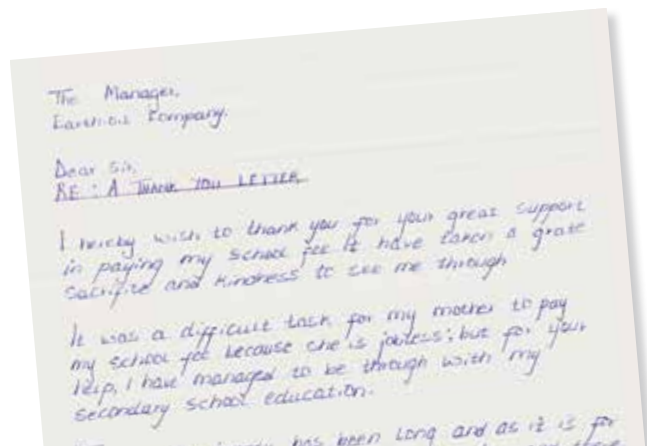 The Manager,
Earthoil Company.
Dear Sir,
RE: A THANK YOU LETTER
I hereby wish to thank you for your great support
in paying my school fee it have taken a grate
sacrifize and kindness to see me through
It was a difficult task for my mother to pay
my school fee because she is jobless; but for your
help, I have managed to be through with my
secondary school education.
has been long and as it is for